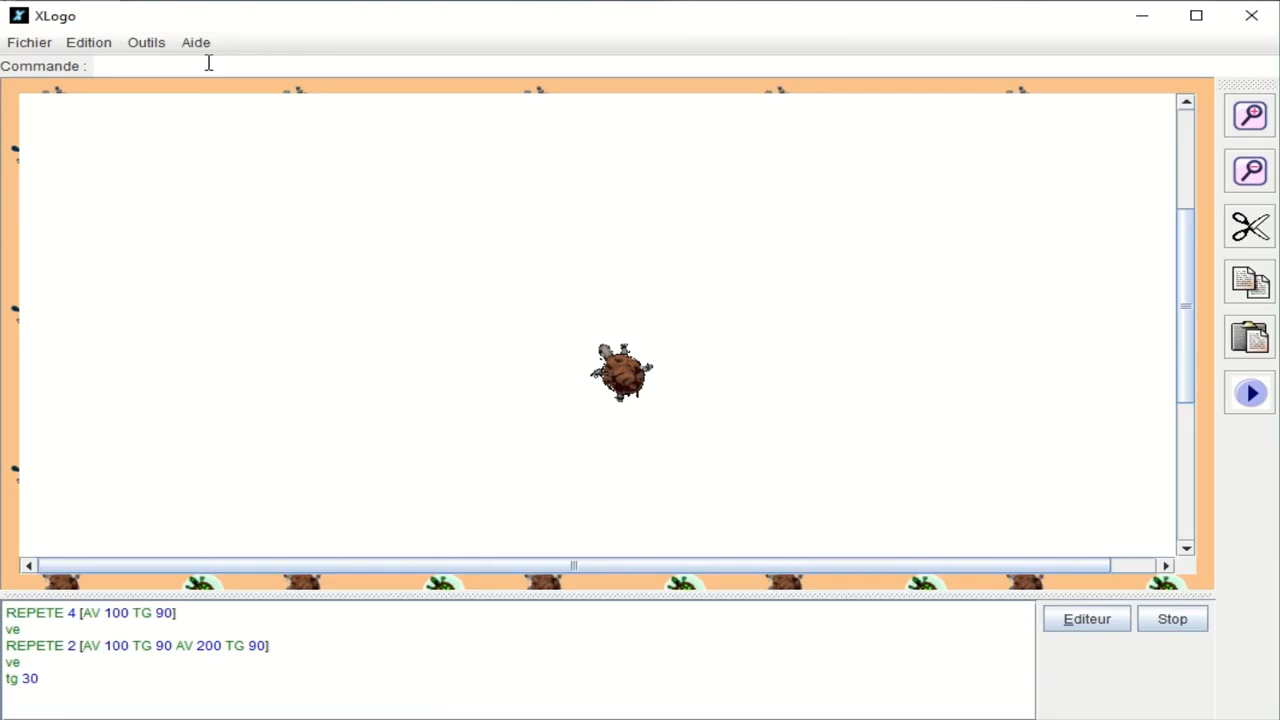 XLogo
Fichier Edition Outils Aide
Commande :
REPETE 4 [AV 100 TG 90]
ve
REPETE 2 [AV 100 TG 90 AV 200 TG 90]
ve
tg 30
Editeur Stop